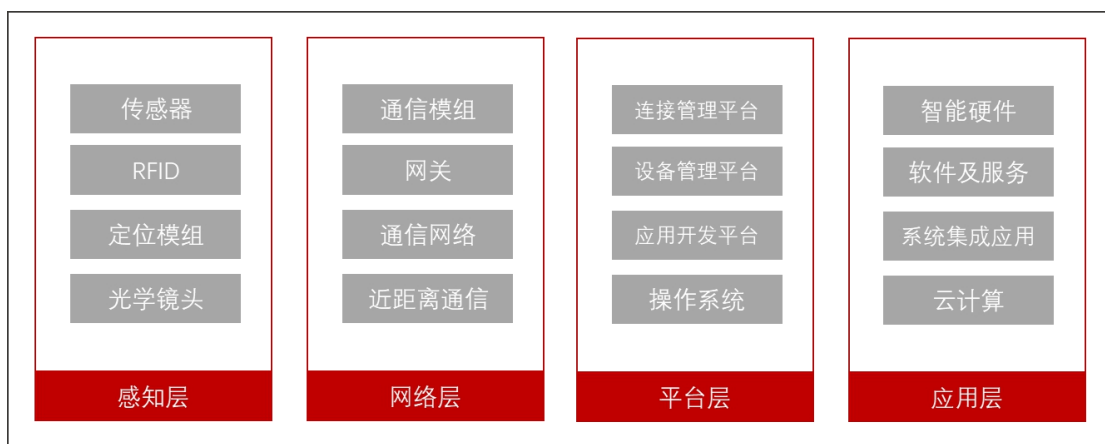 传感器
RFID
定位模组
光学镜头
感知层
通信模组
网关
通信网络
近距离通信
网络层
连接管理平台
设备管理平台
应用开发平台
操作系统
平台层
智能硬件
软件及服务
系统集成应用
云计算
应用层